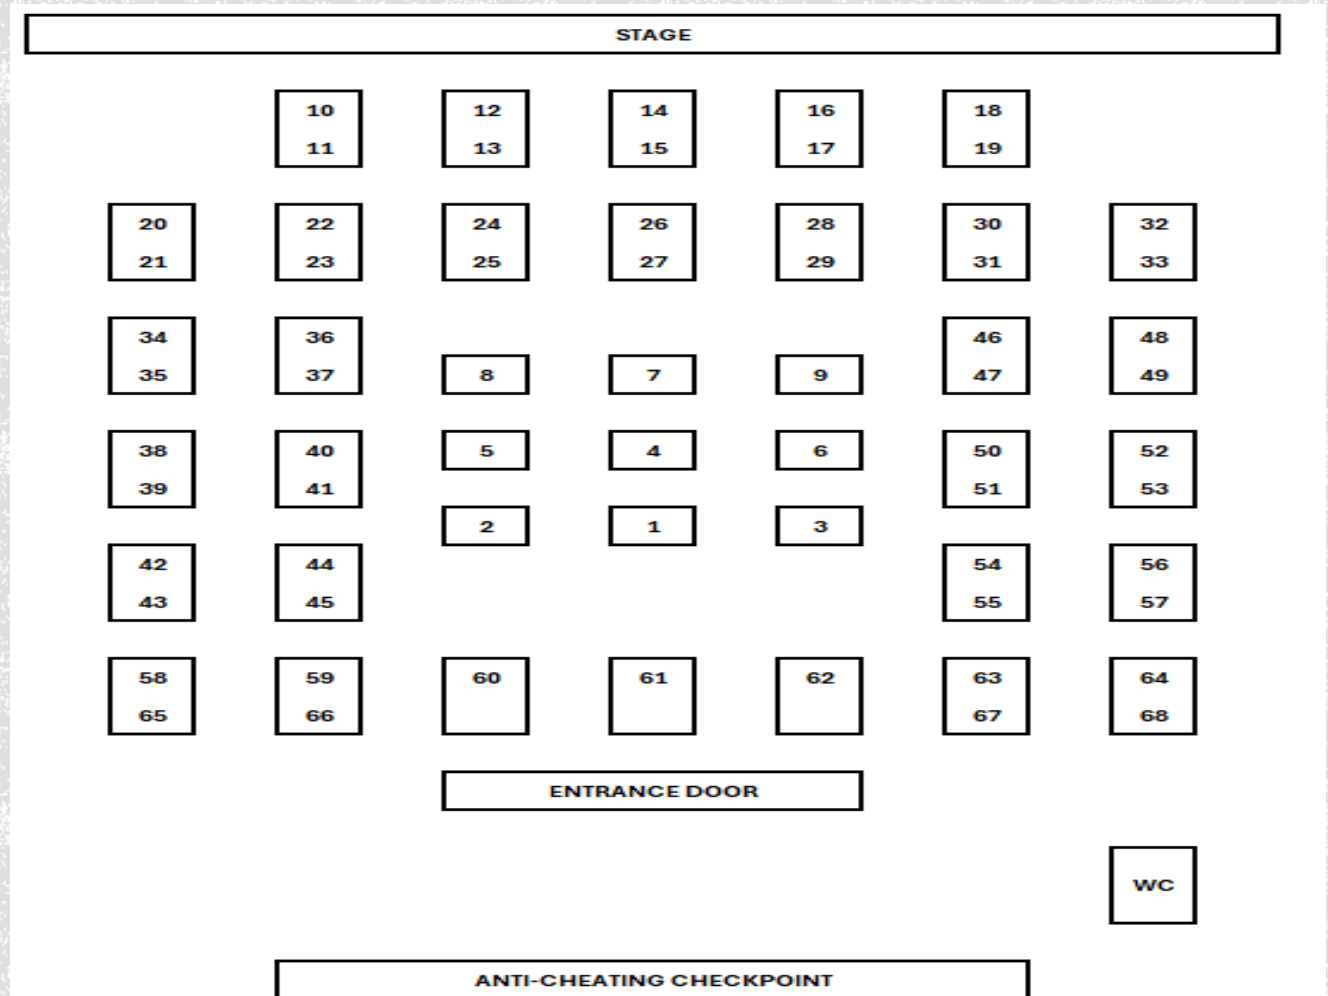 STAGE
10 12 14 16 18
11 13 15 17 19
20 22 24 26 28 30 32
21 23 25 27 29 31 33
34 36 46 48
35 37 8 7 9 47 49
38 40 5 4 6 50 52
39 41 51 53
2 1 3
42 44 54 56
43 45 55 57
58 59 60 61 62 63 64
65 66 67 68
ENTRANCE DOOR
WC
ANTI-CHEATING CHECKPOINT